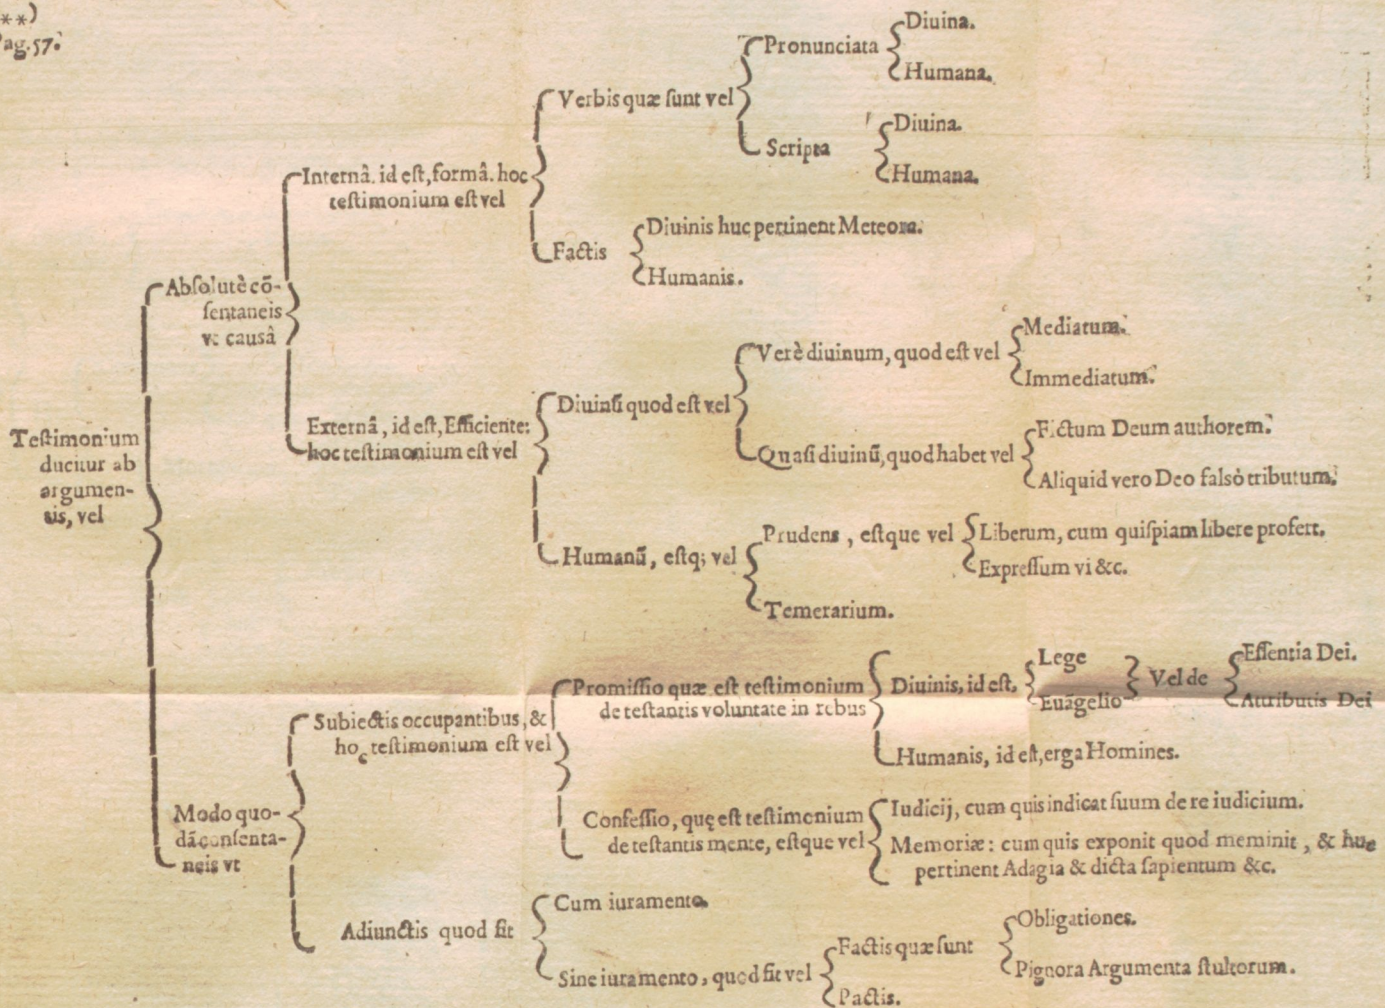 **)
Pag.57.
Testimonium
ducitur ab
argumen-
tis, vel
Absolutè cõ-
sentaneis
vt causâ
Internâ. id est, formâ. hoc
testimonium est vel
Verbis quæ sunt vel
Pronunciata
Diuina.
Humana.
Scripta
Diuina.
Humana.
Factis
Diuinis huc pertinent Meteora.
Humanis.
Externâ, id est, Efficiente:
hoc testimonium est vel
Diuinũ quod est vel
Verè diuinum, quod est vel
Mediatum.
Immediatum.
Quasi diuinũ, quod habet vel
Fictum Deum authorem.
Aliquid vero Deo falsò tributum.
Humanũ, estq; vel
Prudens, estque vel
Liberum, cum quispiam libere profert.
Expressum vi &c.
Temerarium.
Modo quo-
dã consenta-
neis vt
Subiectis occupantibus, &
hoc testimonium est vel
Promissio quæ est testimonium
de testantis voluntate in rebus
Diuinis, id est,
Lege
Euãgelio
Vel de
Essentia Dei.
Attributis Dei
Humanis, id est, erga Homines.
Confessio, quę est testimonium
de testantis mente, estque vel
Iudicij, cum quis indicat suum de re iudicium.
Memoriæ: cum quis exponit quod meminit, & huc
pertinent Adagia & dicta sapientum &c.
Adiunctis quod fit
Cum iuramento.
Sine iuramento, quod fit vel
Factis quæ sunt
Obligationes.
Pignora Argumenta stultorum.
Pactis.